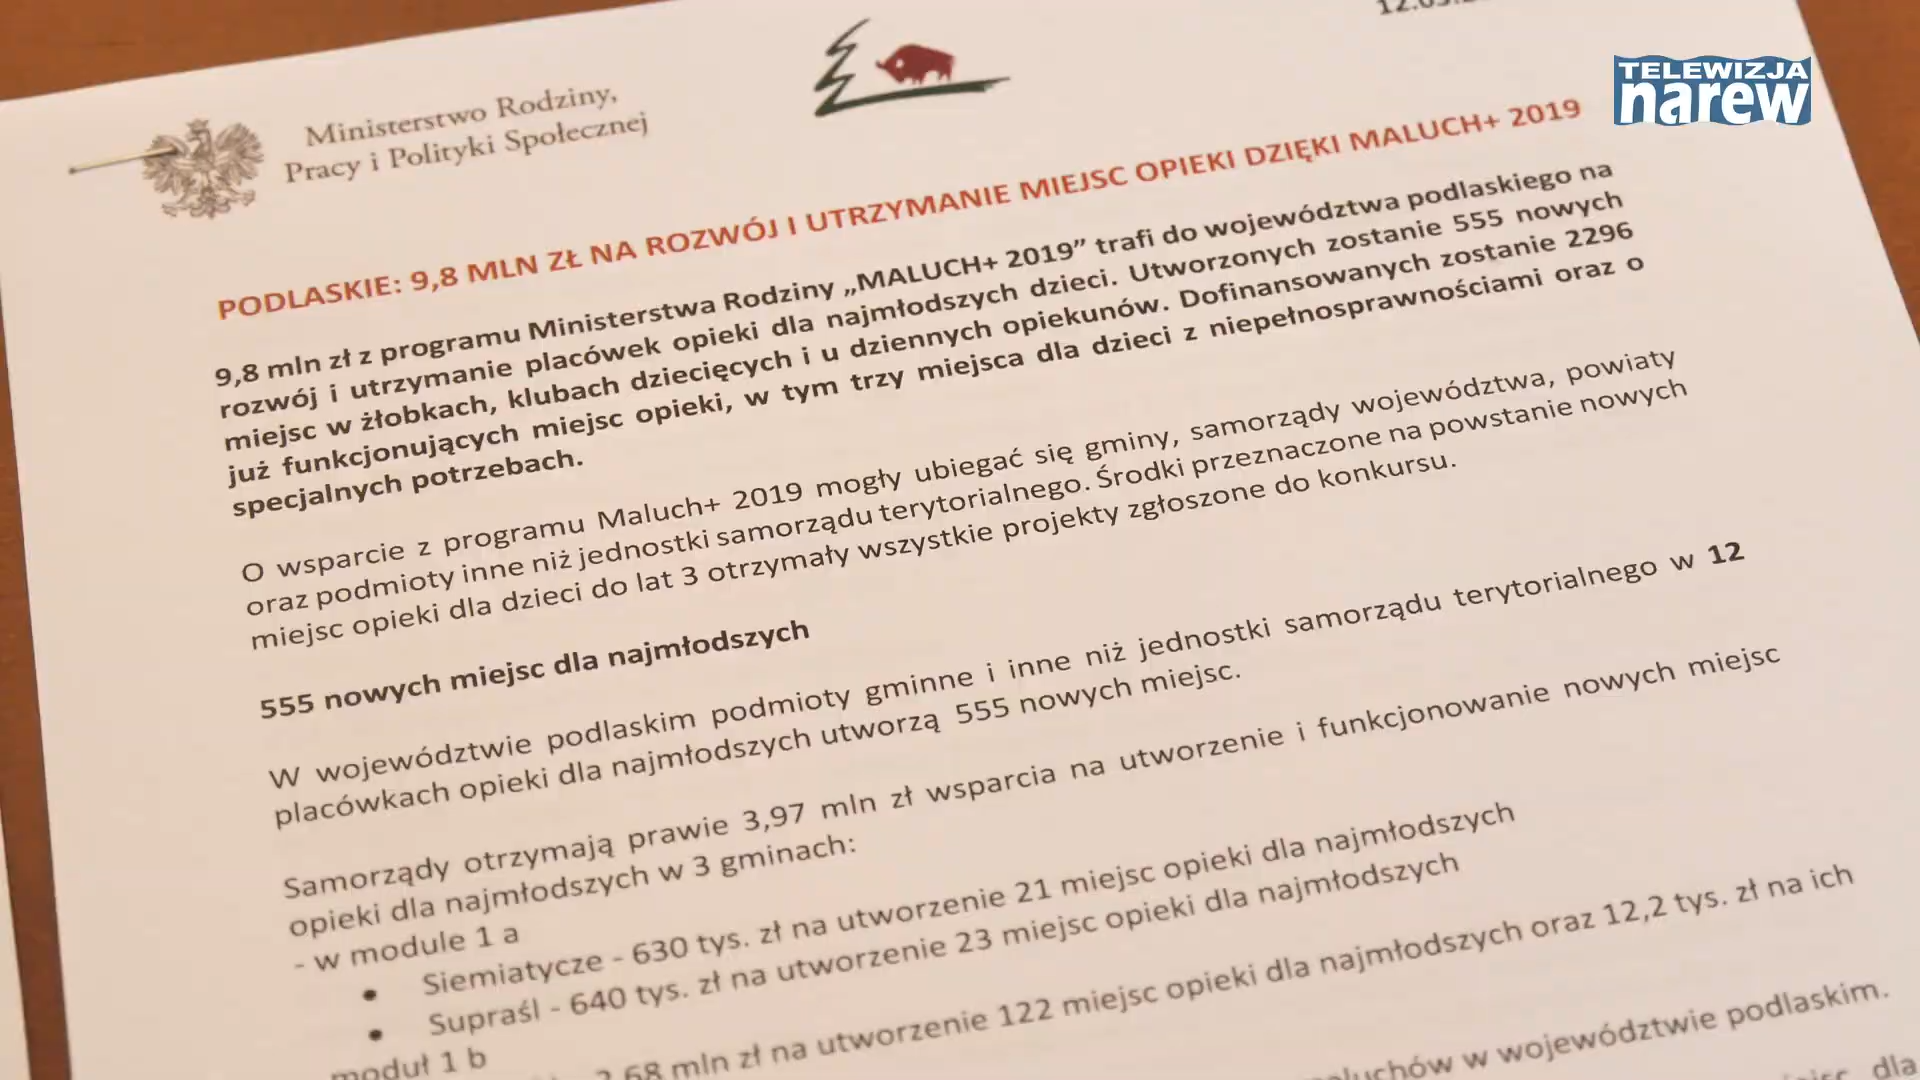 TELEWIZJA
narew
Ministerstwo Rodziny,
Pracy i Polityki Społecznej
PODLASKIE: 9,8 MLN ZŁ NA ROZWÓJ I UTRZYMANIE MIEJSC OPIEKI DZIĘKI MALUCH+ 2019
9,8 mln zł z programu Ministerstwa Rodziny „MALUCH+ 2019” trafi do województwa podlaskiego na
rozwój i utrzymanie placówek opieki dla najmłodszych dzieci. Utworzonych zostanie 555 nowych
miejsc w żłobkach, klubach dziecięcych i u dziennych opiekunów. Dofinansowanych zostanie 2296
już funkcjonujących miejsc opieki, w tym trzy miejsca dla dzieci z niepełnosprawnościami oraz o
specjalnych potrzebach.
O wsparcie z programu Maluch+ 2019 mogły ubiegać się gminy, samorządy województwa, powiaty
oraz podmioty inne niż jednostki samorządu terytorialnego. Środki przeznaczone na powstanie nowych
miejsc opieki dla dzieci do lat 3 otrzymały wszystkie projekty zgłoszone do konkursu.
555 nowych miejsc dla najmłodszych
W województwie podlaskim podmioty gminne i inne niż jednostki samorządu terytorialnego w 12
placówkach opieki dla najmłodszych utworzą 555 nowych miejsc.
Samorządy otrzymają prawie 3,97 mln zł wsparcia na utworzenie i funkcjonowanie nowych miejsc
opieki dla najmłodszych w 3 gminach:
- w module 1 a
• Siemiatycze - 630 tys. zł na utworzenie 21 miejsc opieki dla najmłodszych
• Supraśl - 640 tys. zł na utworzenie 23 miejsc opieki dla najmłodszych
moduł 1 b
2,68 mln zł na utworzenie 122 miejsc opieki dla najmłodszych oraz 12,2 tys. zł na ich
w województwie podlaskim.
dla